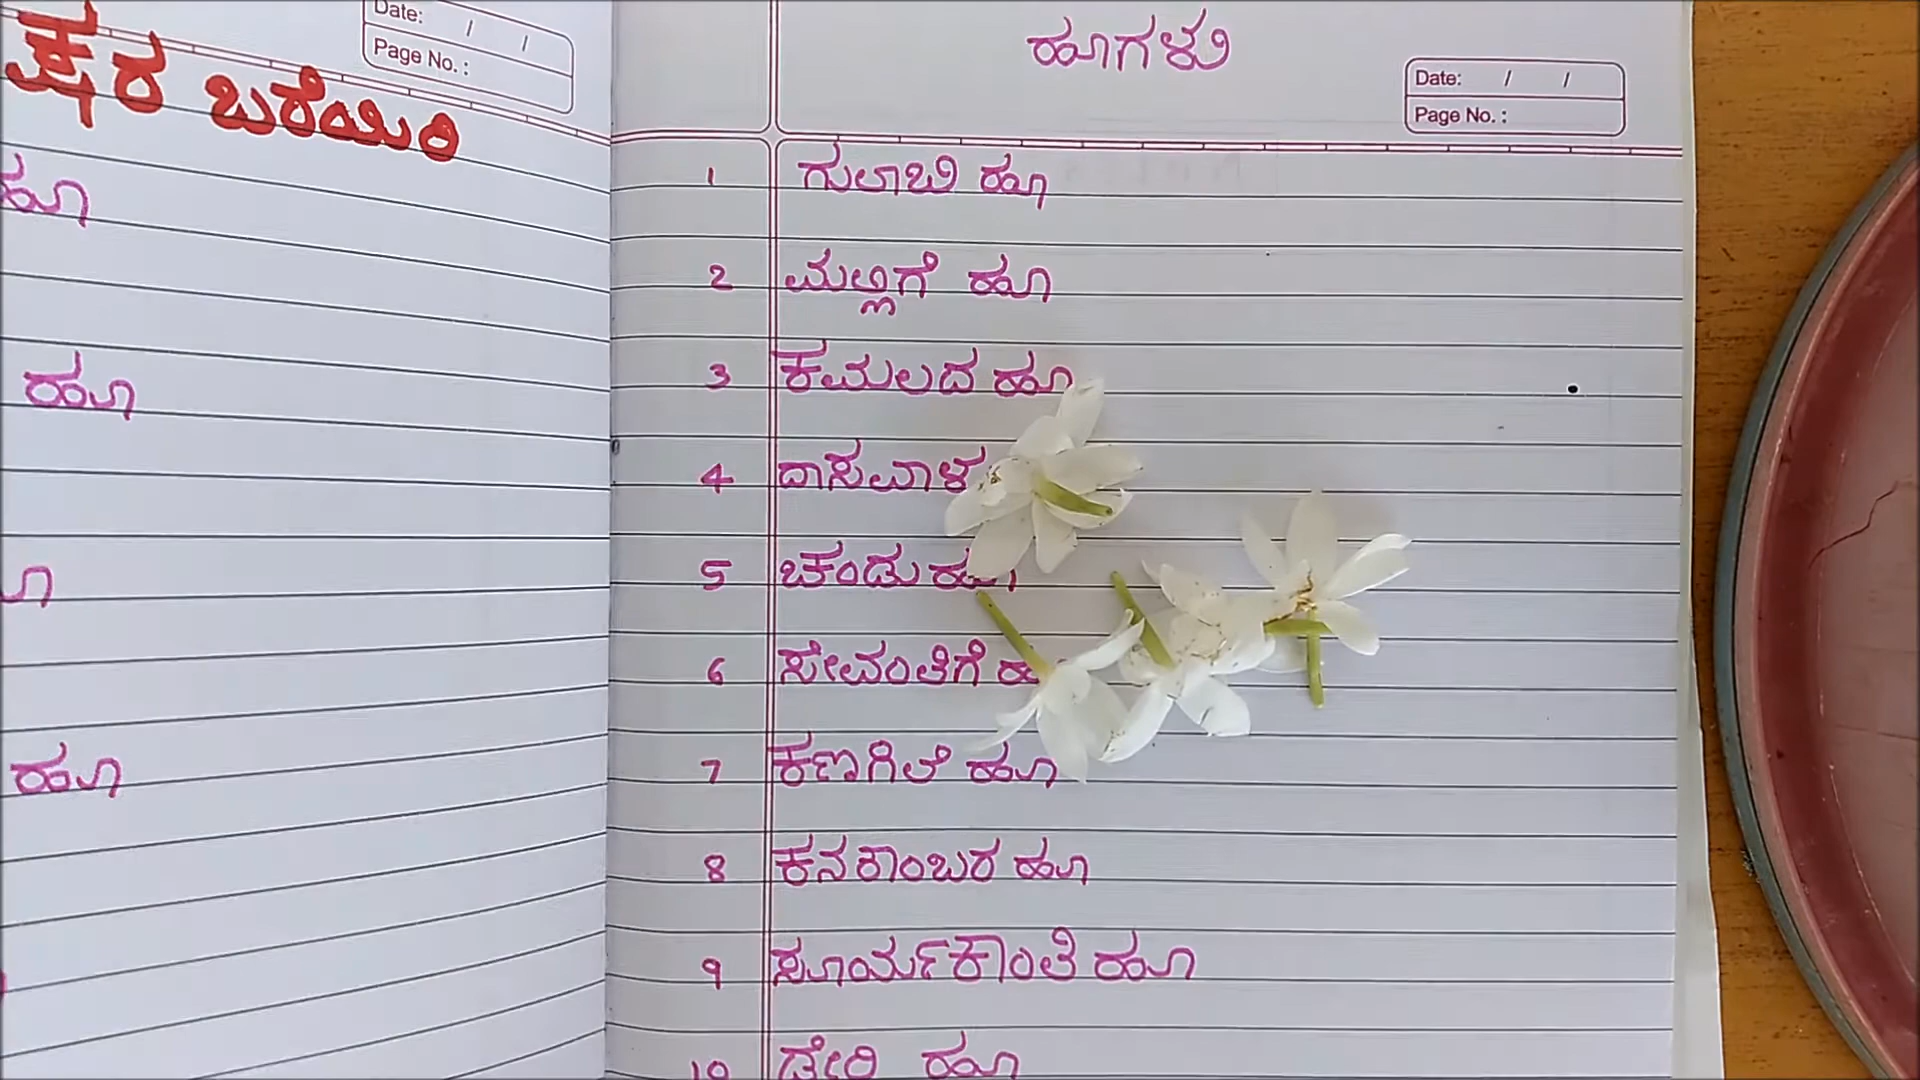 Date: / /
Page No. :
ಕ್ಷರ ಬರೆಯಿರಿ
ಹೂ
ಹೂ
ಹೂ
ಹೂಗಳು
Date: / /
Page No. :
1 ಗುಲಾಬಿ ಹೂ
2 ಮಲ್ಲಿಗೆ ಹೂ
3 ಕಮಲದ ಹೂ
4 ದಾಸವಾಳ
5 ಚಂಡು ಹೂ
6 ಸೇವಂತಿಗೆ ಹೂ
7 ಕಣಗಿಲೆ ಹೂ
8 ಕನಕಾಂಬರ ಹೂ
9 ಸೂರ್ಯಕಾಂತಿ ಹೂ
10 ಡೇರಿ ಹೂ